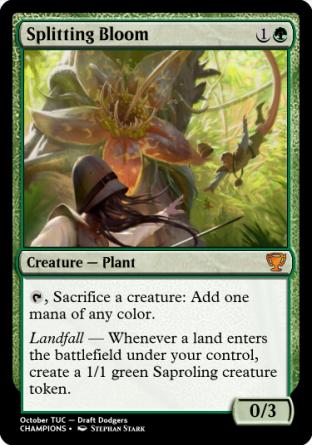 Splitting Bloom 1
Creature — Plant
, Sacrifice a creature: Add one
mana of any color.
Landfall — Whenever a land enters
the battlefield under your control,
create a 1/1 green Saproling creature
token.
0/3
October TUC — Draft Dodgers
CHAMPIONS • Stephan Stark